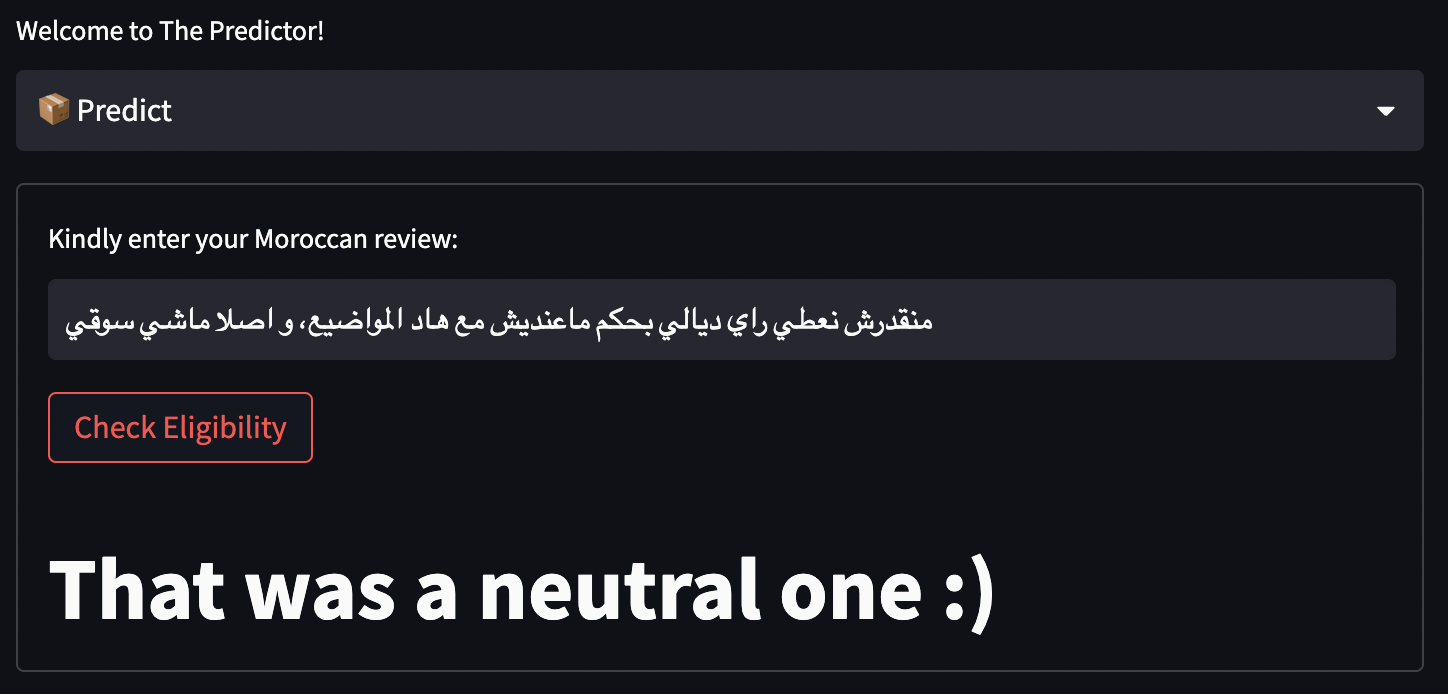 Welcome to The Predictor!
📦 Predict
Kindly enter your Moroccan review:
منقدرش نعطي راي ديالي بحكم ماعنديش مع هاد المواضيع، و اصلا ماشي سوقي
Check Eligibility
That was a neutral one :)